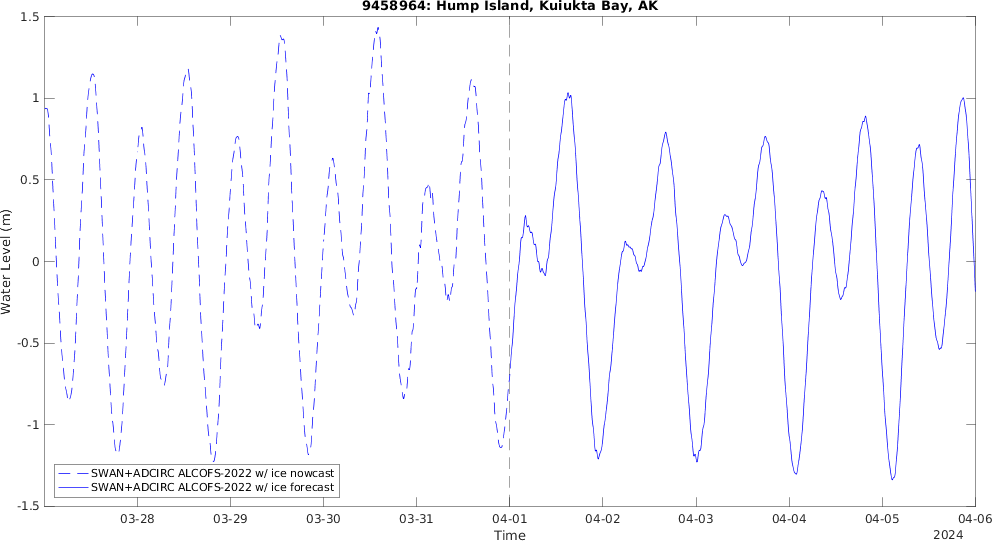 9458964: Hump Island, Kuiukta Bay, AK
1.5
1
0.5
0
-0.5
-1
-1.5
Water Level (m)
SWAN+ADCIRC ALCOFS-2022 w/ ice nowcast
SWAN+ADCIRC ALCOFS-2022 w/ ice forecast
03-28 03-29 03-30 03-31 04-01 04-02 04-03 04-04 04-05 04-06
Time
2024